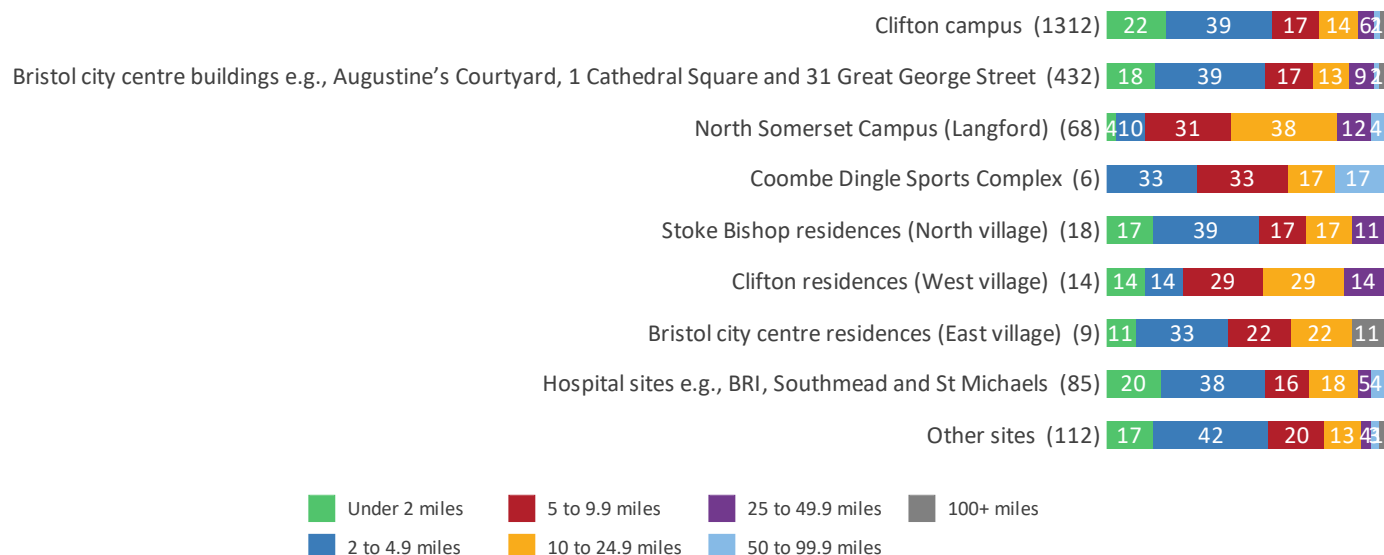 Clifton campus (1312) 22 39 17 14 6 2 1
Bristol city centre buildings e.g., Augustine's Courtyard, 1 Cathedral Square and 31 Great George Street (432) 18 39 17 13 9 2 1
North Somerset Campus (Langford) (68) 4 10 31 38 12 4
Coombe Dingle Sports Complex (6) 33 33 17 17
Stoke Bishop residences (North village) (18) 17 39 17 17 11
Clifton residences (West village) (14) 14 14 29 29 14
Bristol city centre residences (East village) (9) 11 33 22 22 11
Hospital sites e.g., BRI, Southmead and St Michaels (85) 20 38 16 18 5 4
Other sites (112) 17 42 20 13 4 3 1
Under 2 miles 5 to 9.9 miles 25 to 49.9 miles 100+ miles
2 to 4.9 miles 10 to 24.9 miles 50 to 99.9 miles